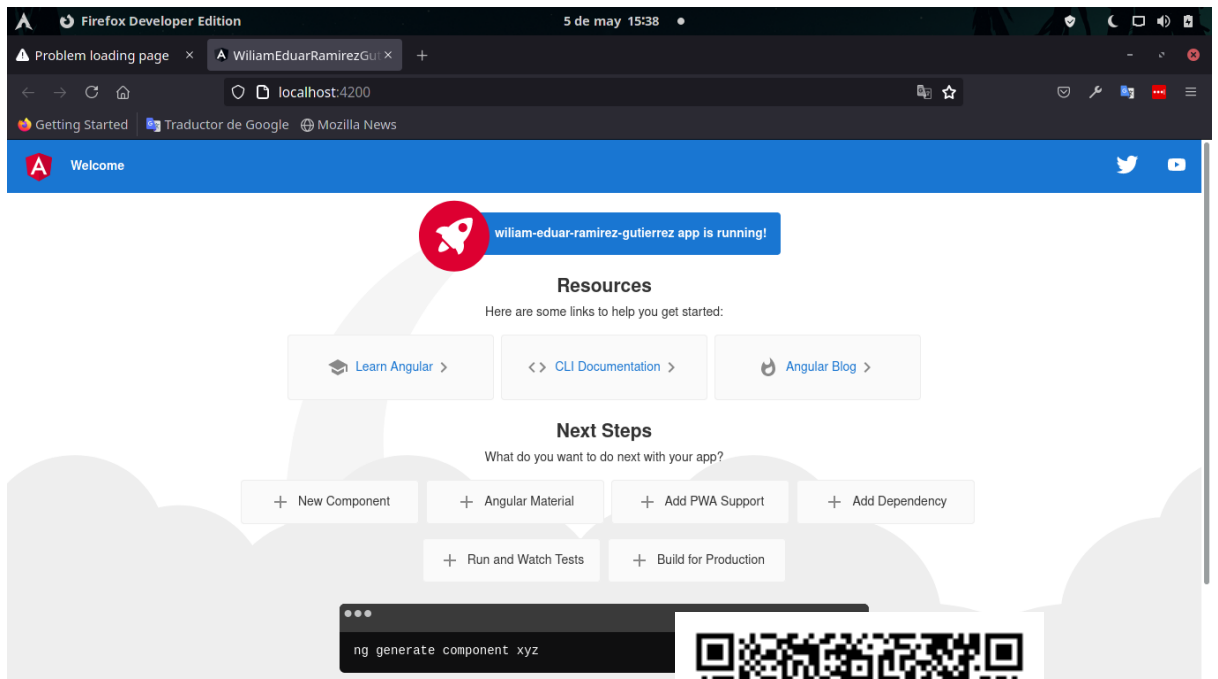 Firefox Developer Edition 5 de may 15:38
Problem loading page WiliamEduarRamirezGut
localhost:4200
Getting Started Traductor de Google Mozilla News
Welcome
wiliam-eduar-ramirez-gutierrez app is running!
Resources
Here are some links to help you get started:
Learn Angular CLI Documentation Angular Blog
Next Steps
What do you want to do next with your app?
New Component Angular Material Add PWA Support Add Dependency
Run and Watch Tests Build for Production
ng generate component xyz